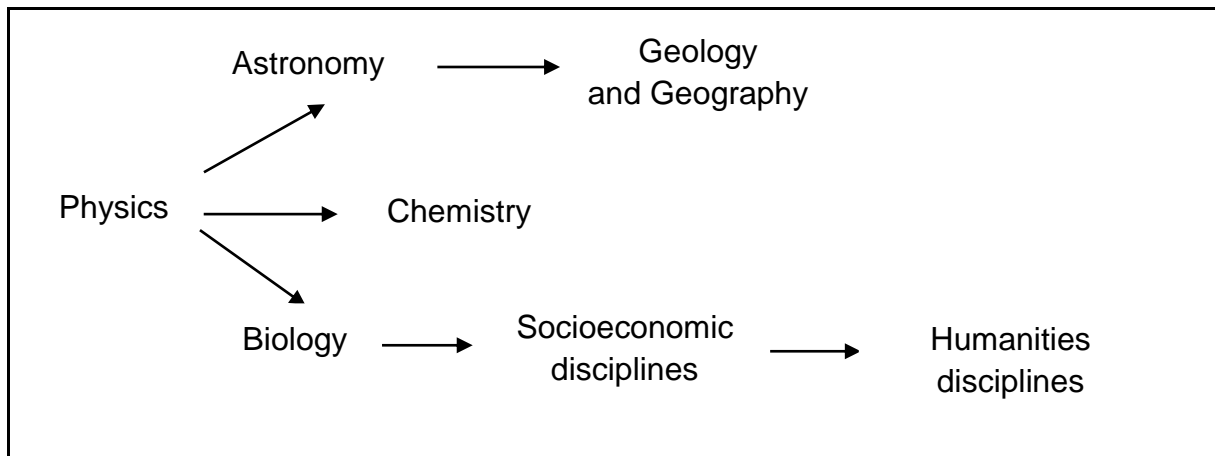 Astronomy
Geology
and Geography
Physics
Chemistry
Biology
Socioeconomic
disciplines
Humanities
disciplines